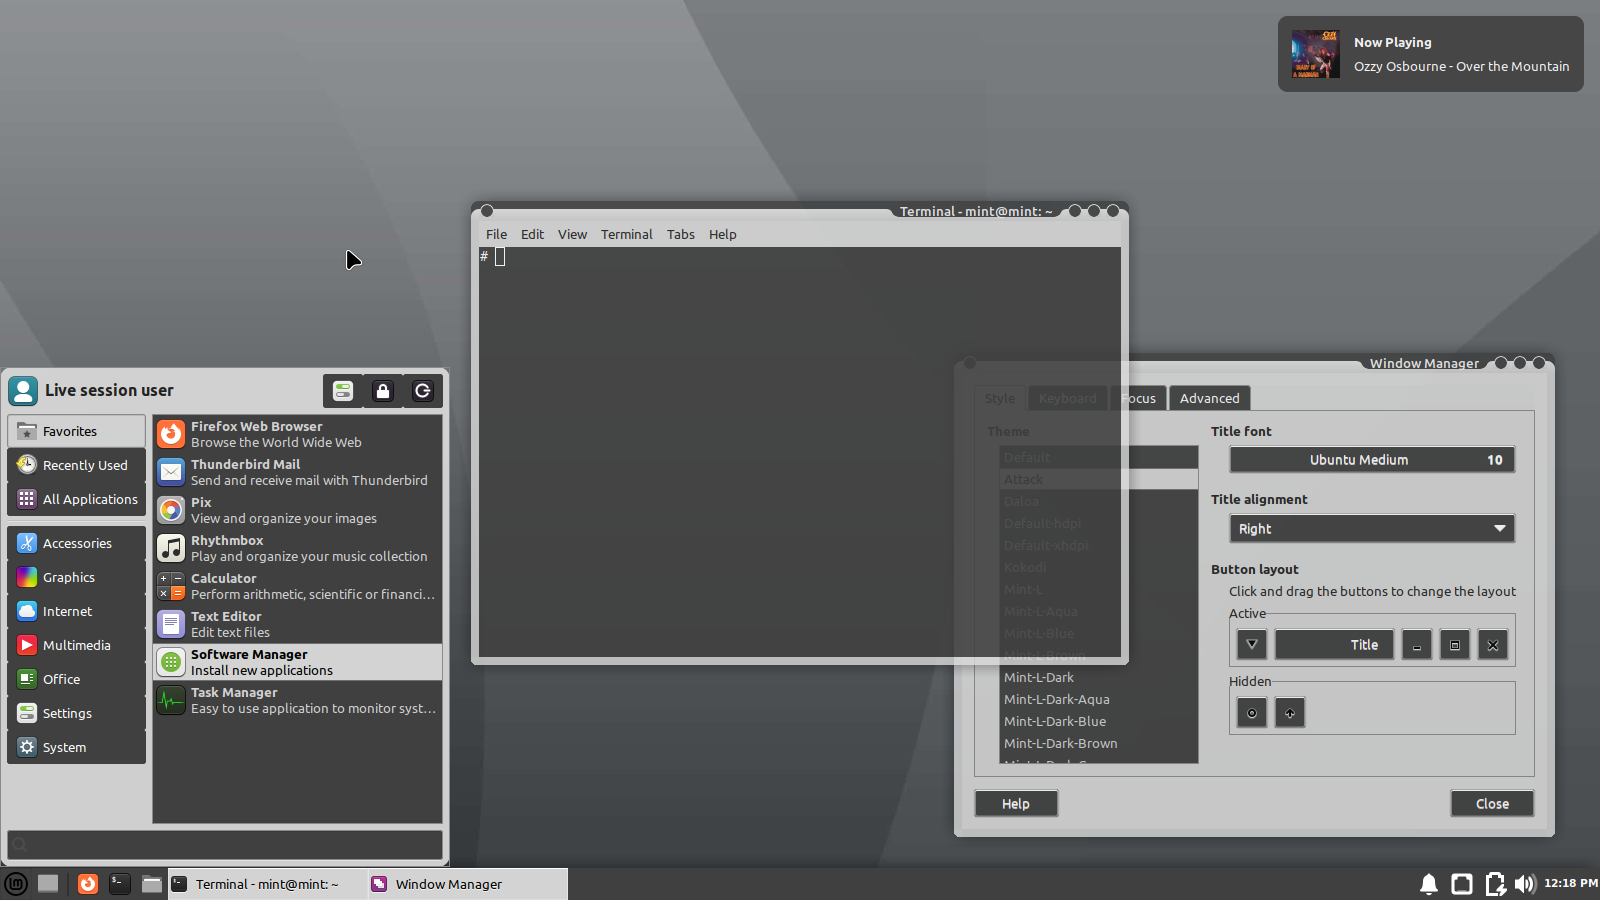 Now Playing
Ozzy Osbourne - Over the Mountain
Terminal - mint@mint: ~
File Edit View Terminal Tabs Help
#
Window Manager
Style Keyboard Focus Advanced
Theme
Default
Attack
Daloa
Default-hdpi
Default-xhdpi
Kokodi
Mint-L
Mint-L-Aqua
Mint-L-Blue
Mint-L-Brown
Mint-L-Dark
Mint-L-Dark-Aqua
Mint-L-Dark-Blue
Mint-L-Dark-Brown
Title font
Ubuntu Medium 10
Title alignment
Right
Button layout
Click and drag the buttons to change the layout
Active
Title
Hidden
Help
Close
Live session user
Favorites
Recently Used
All Applications
Accessories
Graphics
Internet
Multimedia
Office
Settings
System
Firefox Web Browser
Browse the World Wide Web
Thunderbird Mail
Send and receive mail with Thunderbird
Pix
View and organize your images
Rhythmbox
Play and organize your music collection
Calculator
Perform arithmetic, scientific or financi...
Text Editor
Edit text files
Software Manager
Install new applications
Task Manager
Easy to use application to monitor syst...
Terminal - mint@mint: ~
Window Manager
12:18 PM